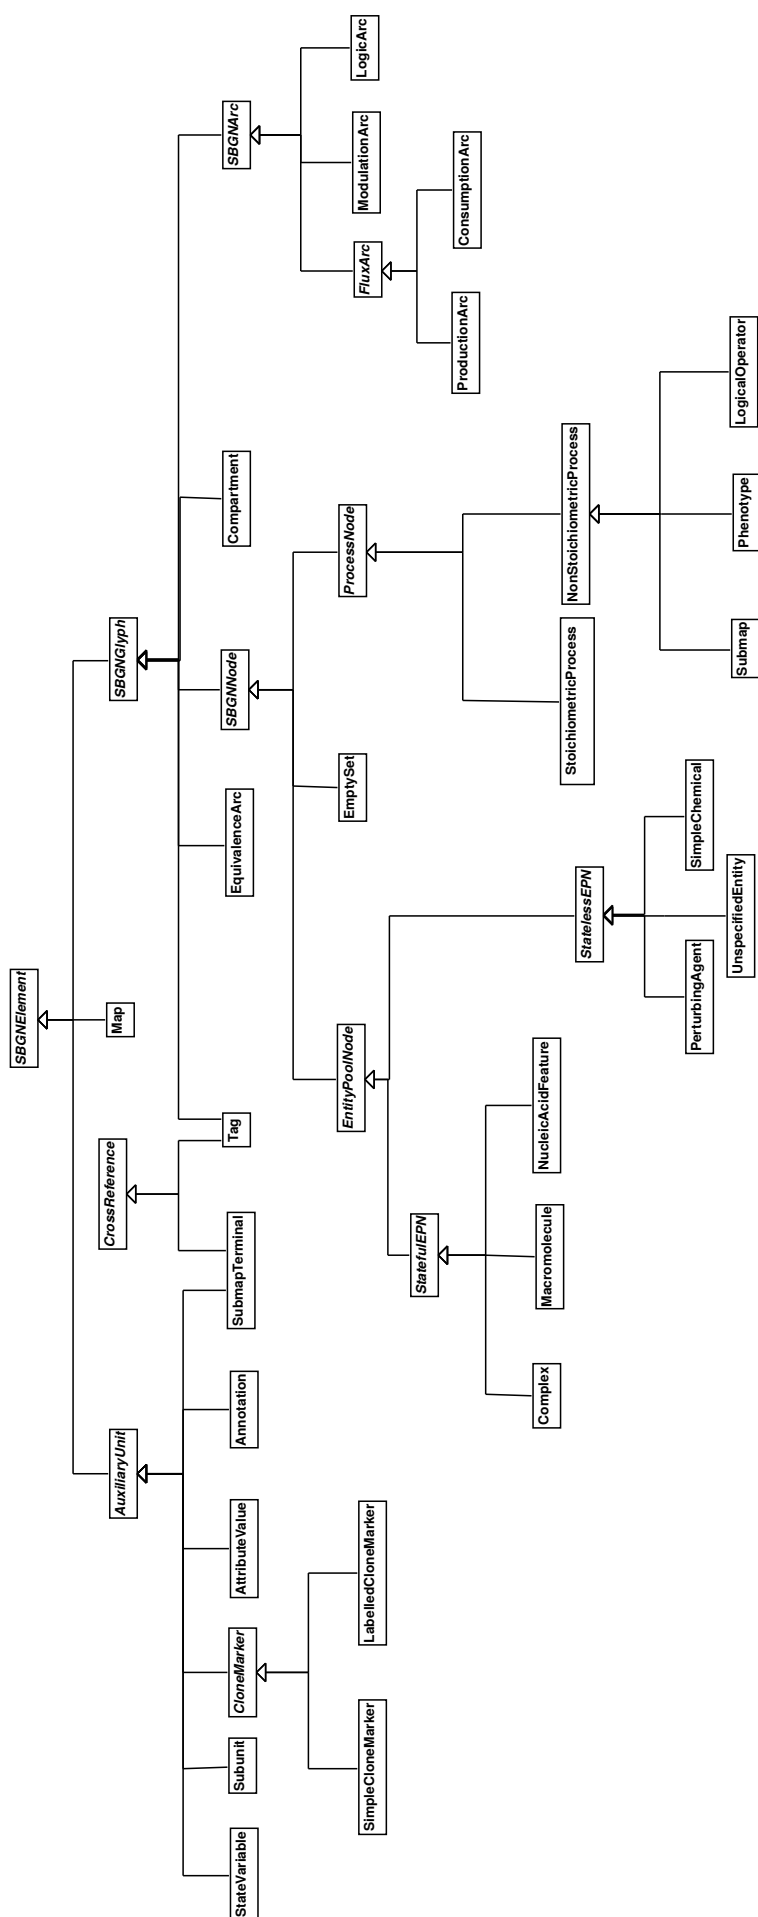 SBGNElement
AuxiliaryUnit
CrossReference
Map
SBGNGlyph
StateVariable
Subunit
CloneMarker
AttributeValue
Annotation
SubmapTerminal
Tag
EquivalenceArc
SBGNNode
Compartment
SBGNArc
SimpleCloneMarker
LabelledCloneMarker
EntityPoolNode
EmptySet
ProcessNode
FluxArc
ModulationArc
LogicArc
StatefulEPN
ProductionArc
ConsumptionArc
Complex
Macromolecule
NucleicAcidFeature
StatelessEPN
StoichiometricProcess
NonStoichiometricProcess
PerturbingAgent
UnspecifiedEntity
SimpleChemical
Submap
Phenotype
LogicalOperator